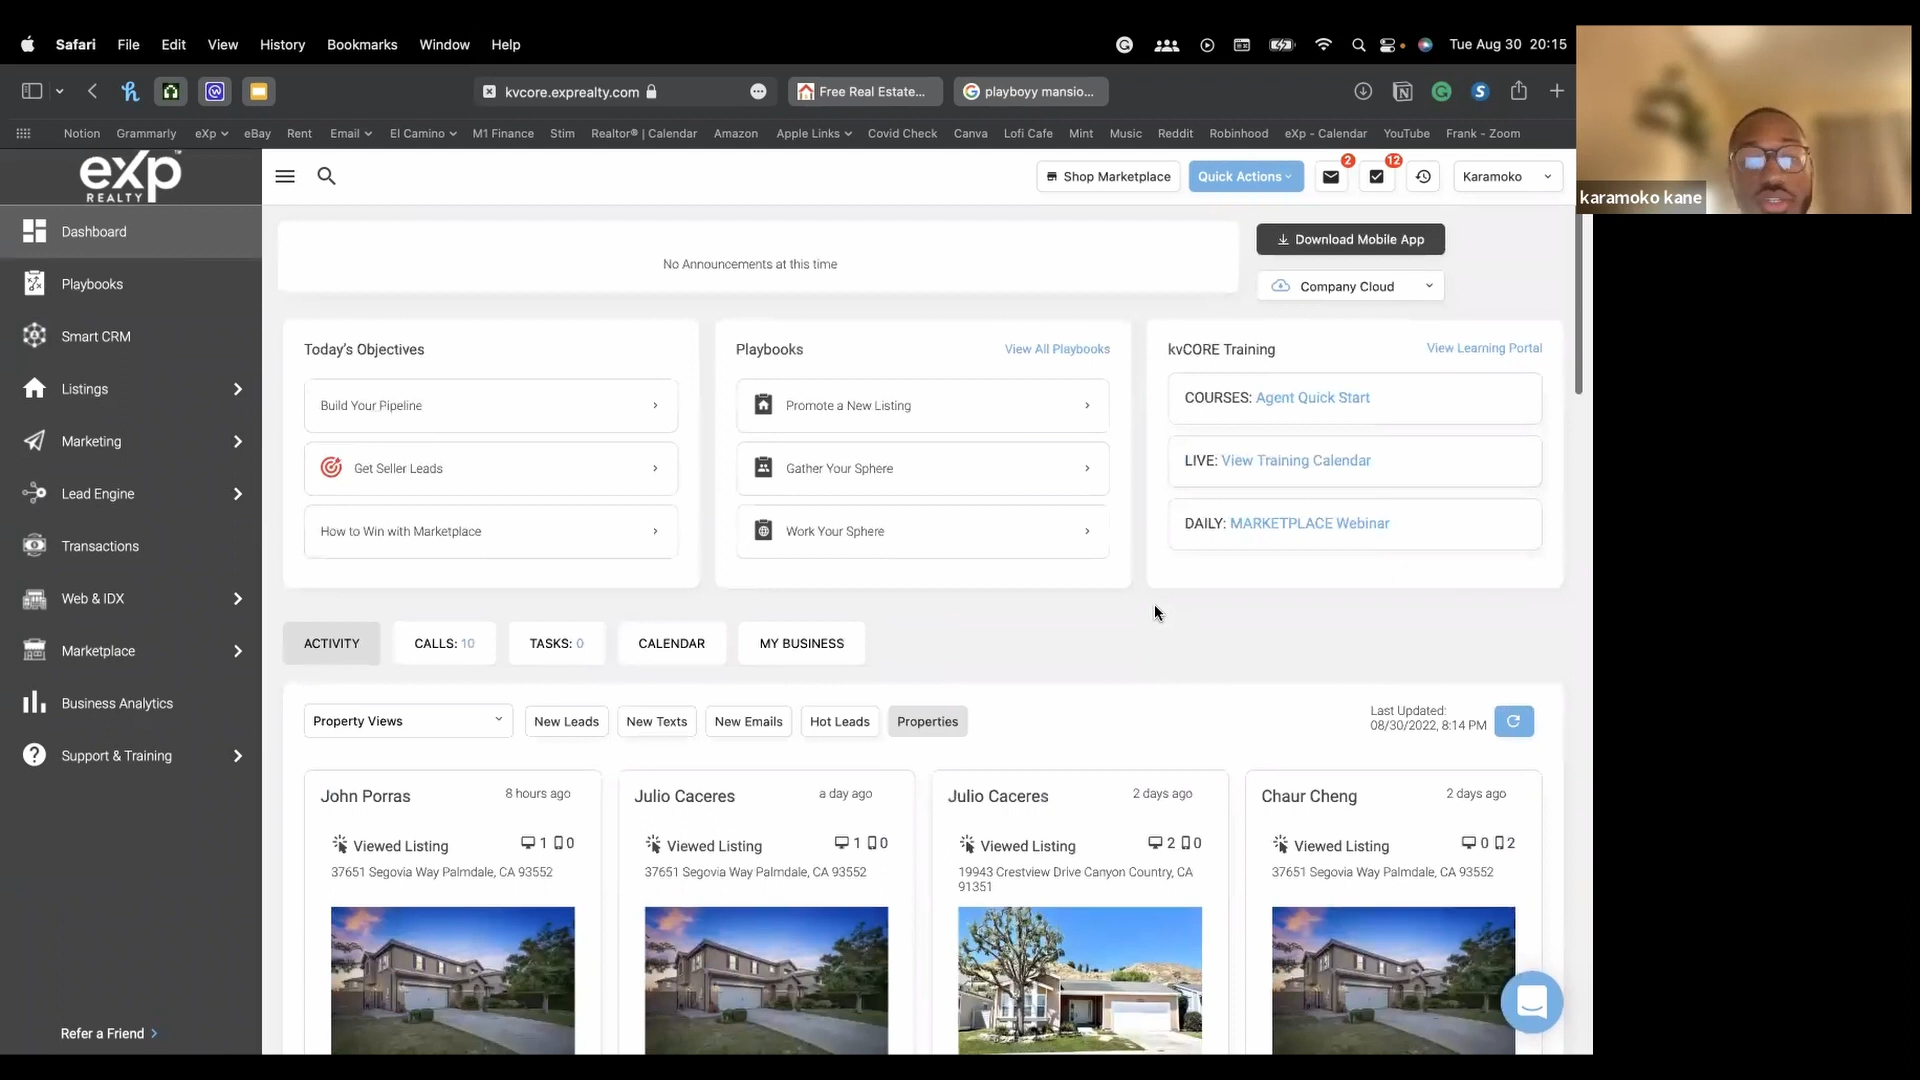 Safari File Edit View History Bookmarks Window Help Tue Aug 30 20:15
kvcore.exprealty.com Free Real Estate... playboyy mansio...
Notion Grammarly eXp eBay Rent Email El Camino M1 Finance Stim Realtor® | Calendar Amazon Apple Links Covid Check Canva Lofi Cafe Mint Music Reddit Robinhood eXp - Calendar YouTube Frank - Zoom
karamoko kane
eXp
REALTY
Shop Marketplace Quick Actions 2 12 Karamoko
Dashboard
Playbooks
Smart CRM
Listings
Marketing
Lead Engine
Transactions
Web & IDX
Marketplace
Business Analytics
Support & Training
Refer a Friend
No Announcements at this time
Download Mobile App
Company Cloud
Today's Objectives
Build Your Pipeline
Get Seller Leads
How to Win with Marketplace
Playbooks View All Playbooks
Promote a New Listing
Gather Your Sphere
Work Your Sphere
kvCORE Training View Learning Portal
COURSES: Agent Quick Start
LIVE: View Training Calendar
DAILY: MARKETPLACE Webinar
ACTIVITY CALLS: 10 TASKS: 0 CALENDAR MY BUSINESS
Property Views New Leads New Texts New Emails Hot Leads Properties
Last Updated:
08/30/2022, 8:14 PM
John Porras 8 hours ago
Viewed Listing 1 0
37651 Segovia Way Palmdale, CA 93552
Julio Caceres a day ago
Viewed Listing 1 0
37651 Segovia Way Palmdale, CA 93552
Julio Caceres 2 days ago
Viewed Listing 2 0
19943 Crestview Drive Canyon Country, CA
91351
Chaur Cheng 2 days ago
Viewed Listing 0 2
37651 Segovia Way Palmdale, CA 93552